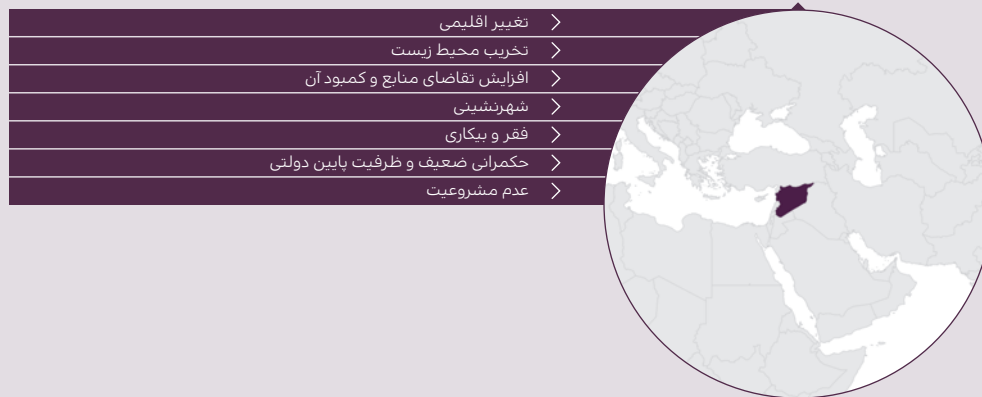 تغییر اقلیمی
تخریب محیط زیست
افزایش تقاضای منابع و کمبود آن
شهرنشینی
فقر و بیکاری
حکمرانی ضعیف و ظرفیت پایین دولتی
عدم مشروعیت